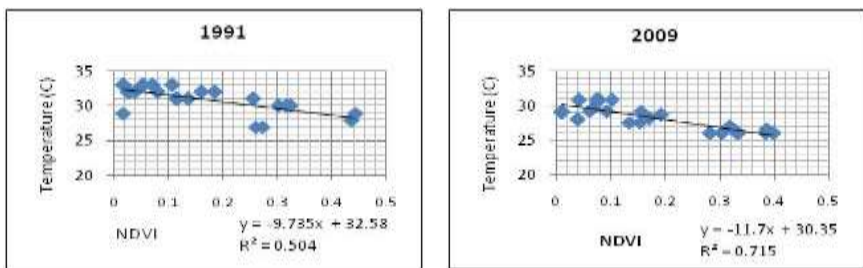 1991
Temperature (C)
35
30
25
20
0
0.1
0.2
0.3
0.4
0.5
NDVI
y = -9.735x + 32.58
R² = 0.504
2009
Temperature (C)
35
30
25
20
0
0.1
0.2
0.3
0.4
0.5
NDVI
y = -11.7x + 30.35
R² = 0.715